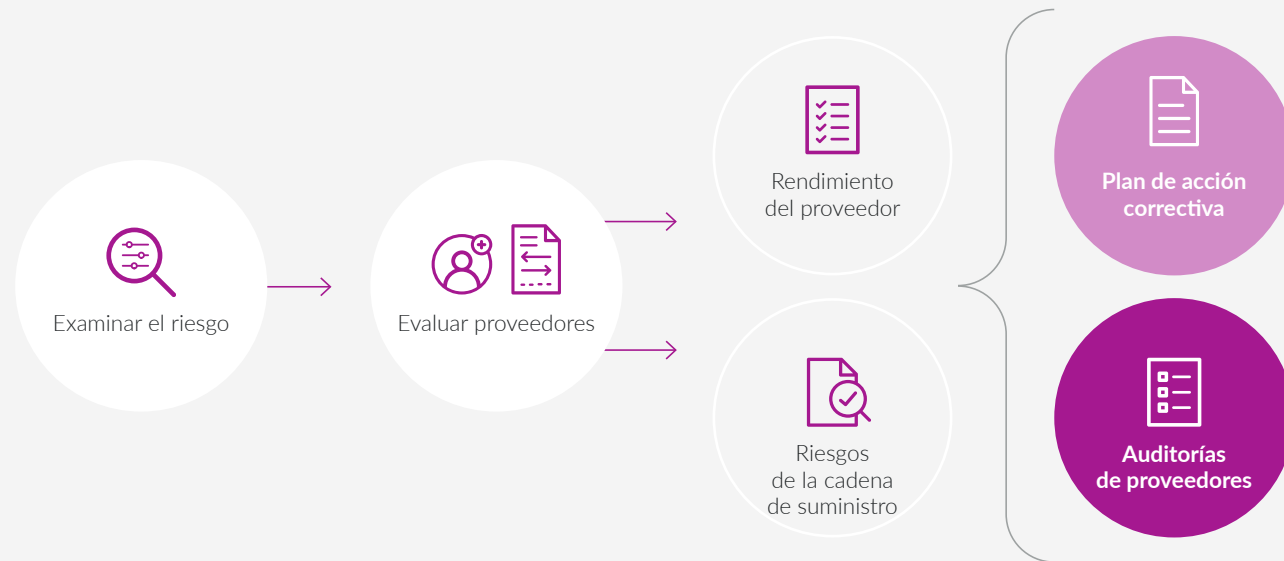 Examinar el riesgo
Evaluar proveedores
Rendimiento
del proveedor
Riesgos
de la cadena
de suministro
Plan de acción
correctiva
Auditorías
de proveedores